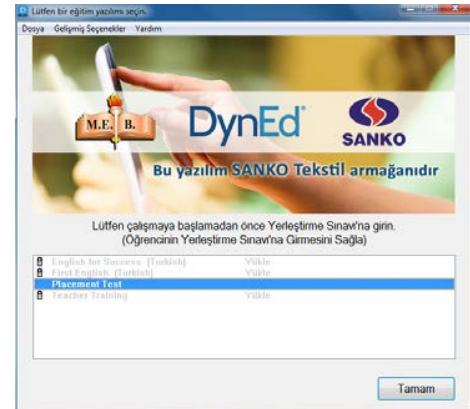 Lütfen bir eğitim yazılımı seçin.
Dosya Gelişmiş Seçenekler Yardım
M.E. B.
DynEd
SANKO
Bu yazılım SANKO Tekstil armağanıdır
Lütfen çalışmaya başlamadan önce Yerleştirme Sınavı'na girin.
(Öğrencinin Yerleştirme Sınavı'na Girmesini Sağla)
English for Success (Turkish) Yükle
First English (Turkish) Yükle
Placement Test
Teacher Training Yükle
Tamam